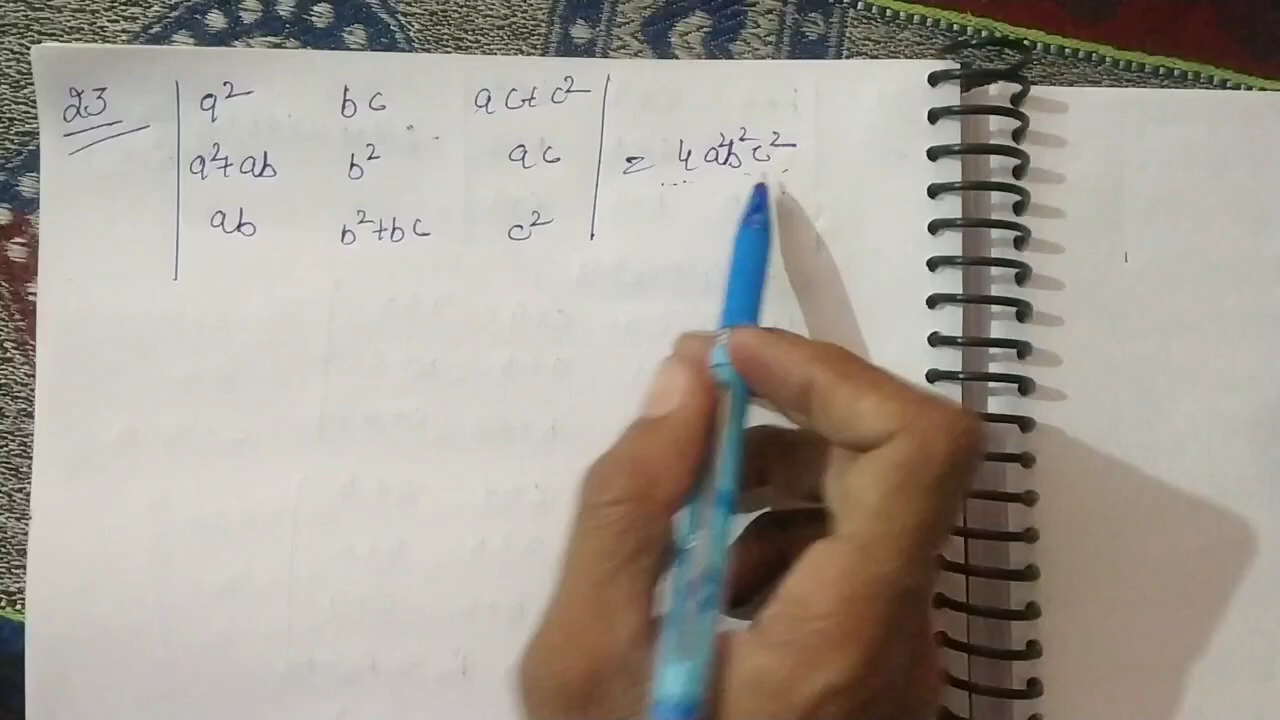 23 | a² bc ac+c² |
| a²+ab b² ac | = 4a²b²c²
| ab b²+bc c² |